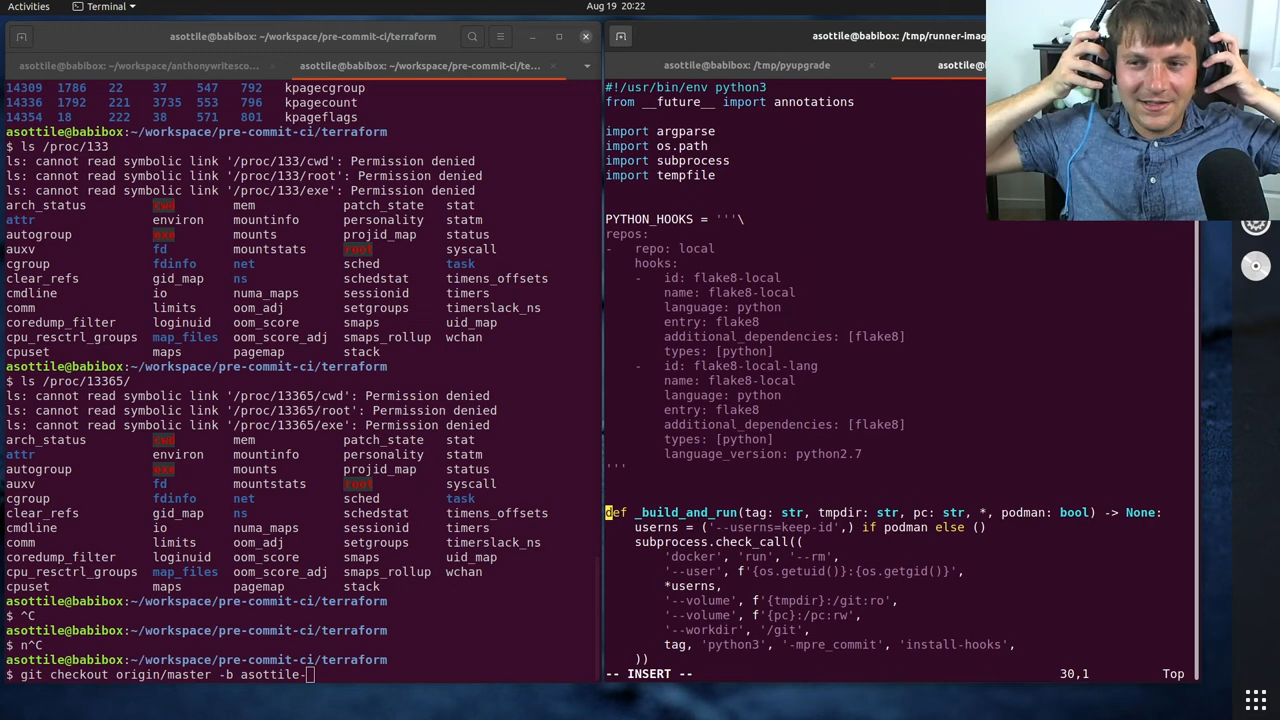 Activities
Terminal
Aug 19 20:22
asottile@babibox: ~/workspace/pre-commit-ci/terraform
asottile@babibox: ~/workspace/anthonywritesco...
asottile@babibox: ~/workspace/pre-commit-ci/te...
14309 1786 22 37 547 792 kpagecgroup
14336 1792 221 3735 553 796 kpagecount
14354 18 222 38 571 801 kpageflags
asottile@babibox:~/workspace/pre-commit-ci/terraform
$ ls /proc/133
ls: cannot read symbolic link '/proc/133/cwd': Permission denied
ls: cannot read symbolic link '/proc/133/root': Permission denied
ls: cannot read symbolic link '/proc/133/exe': Permission denied
arch_status cwd mem patch_state stat
attr environ mountinfo personality statm
autogroup exe mounts projid_map status
auxv fd mountstats root syscall
cgroup fdinfo net sched task
clear_refs gid_map ns schedstat timens_offsets
cmdline io numa_maps sessionid timers
comm limits oom_adj setgroups timerslack_ns
coredump_filter loginuid oom_score smaps uid_map
cpu_resctrl_groups map_files oom_score_adj smaps_rollup wchan
cpuset maps pagemap stack
asottile@babibox:~/workspace/pre-commit-ci/terraform
$ ls /proc/13365/
ls: cannot read symbolic link '/proc/13365/cwd': Permission denied
ls: cannot read symbolic link '/proc/13365/root': Permission denied
ls: cannot read symbolic link '/proc/13365/exe': Permission denied
arch_status cwd mem patch_state stat
attr environ mountinfo personality statm
autogroup exe mounts projid_map status
auxv fd mountstats root syscall
cgroup fdinfo net sched task
clear_refs gid_map ns schedstat timens_offsets
cmdline io numa_maps sessionid timers
comm limits oom_adj setgroups timerslack_ns
coredump_filter loginuid oom_score smaps uid_map
cpu_resctrl_groups map_files oom_score_adj smaps_rollup wchan
cpuset maps pagemap stack
asottile@babibox:~/workspace/pre-commit-ci/terraform
$ ^C
asottile@babibox:~/workspace/pre-commit-ci/terraform
$ n^C
asottile@babibox:~/workspace/pre-commit-ci/terraform
$ git checkout origin/master -b asottile-
asottile@babibox: /tmp/runner-imag
asottile@babibox: /tmp/pyupgrade
asottile@bab
#!/usr/bin/env python3
from __future__ import annotations
import argparse
import os.path
import subprocess
import tempfile
PYTHON_HOOKS = '''\
repos:
- repo: local
hooks:
- id: flake8-local
name: flake8-local
language: python
entry: flake8
additional_dependencies: [flake8]
types: [python]
- id: flake8-local-lang
name: flake8-local
language: python
entry: flake8
additional_dependencies: [flake8]
types: [python]
language_version: python2.7
'''
def _build_and_run(tag: str, tmpdir: str, pc: str, *, podman: bool) -> None:
userns = ('--userns=keep-id',) if podman else ()
subprocess.check_call((
'docker', 'run', '--rm',
'--user', f'{os.getuid()}:{os.getgid()}',
*userns,
'--volume', f'{tmpdir}:/git:ro',
'--volume', f'{pc}:/pc:rw',
'--workdir', '/git',
tag, 'python3', '-mpre_commit', 'install-hooks',
))
-- INSERT -- 30,1 Top